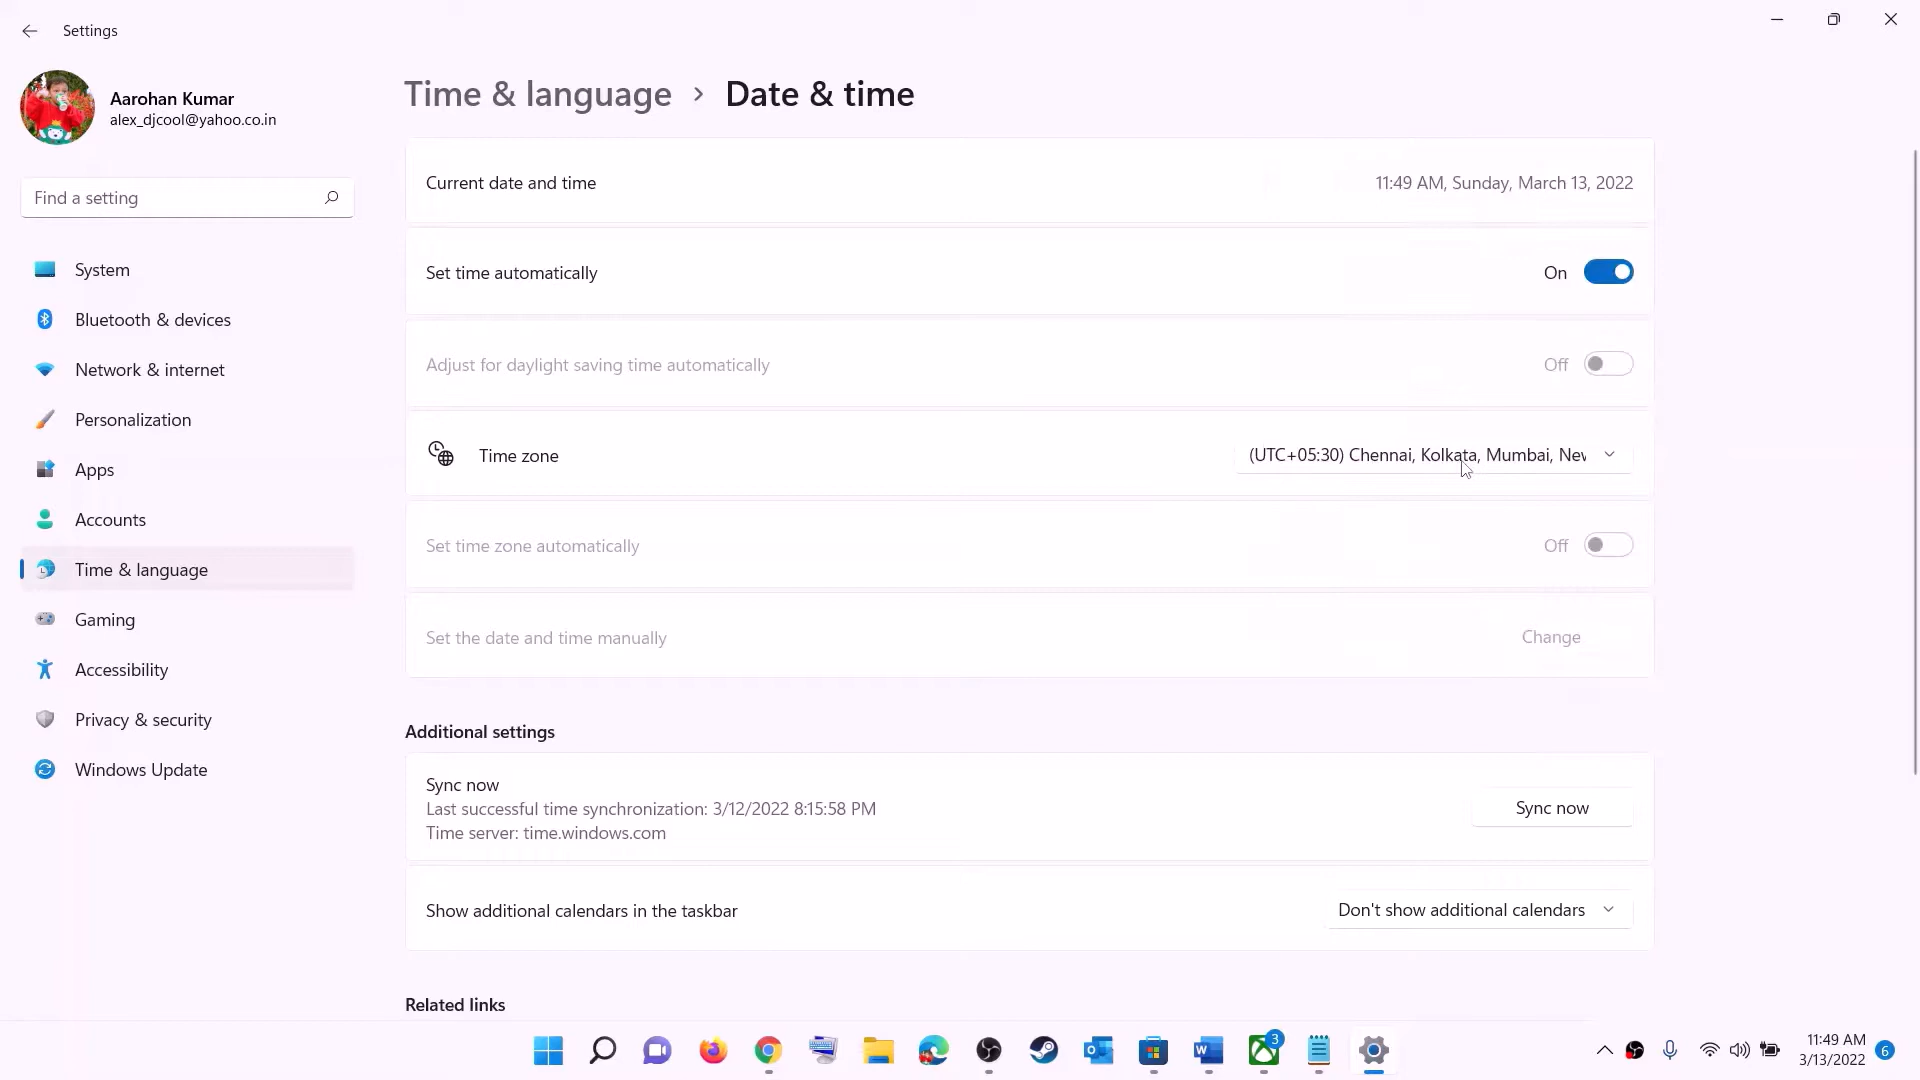 Settings
Aarohan Kumar
alex_djcool@yahoo.co.in
Find a setting
System
Bluetooth & devices
Network & internet
Personalization
Apps
Accounts
Time & language
Gaming
Accessibility
Privacy & security
Windows Update
Time & language > Date & time
Current date and time 11:49 AM, Sunday, March 13, 2022
Set time automatically On
Adjust for daylight saving time automatically Off
Time zone (UTC+05:30) Chennai, Kolkata, Mumbai, Nev
Set time zone automatically Off
Set the date and time manually Change
Additional settings
Sync now
Last successful time synchronization: 3/12/2022 8:15:58 PM
Time server: time.windows.com
Sync now
Show additional calendars in the taskbar Don't show additional calendars
Related links
3
11:49 AM
3/13/2022
6